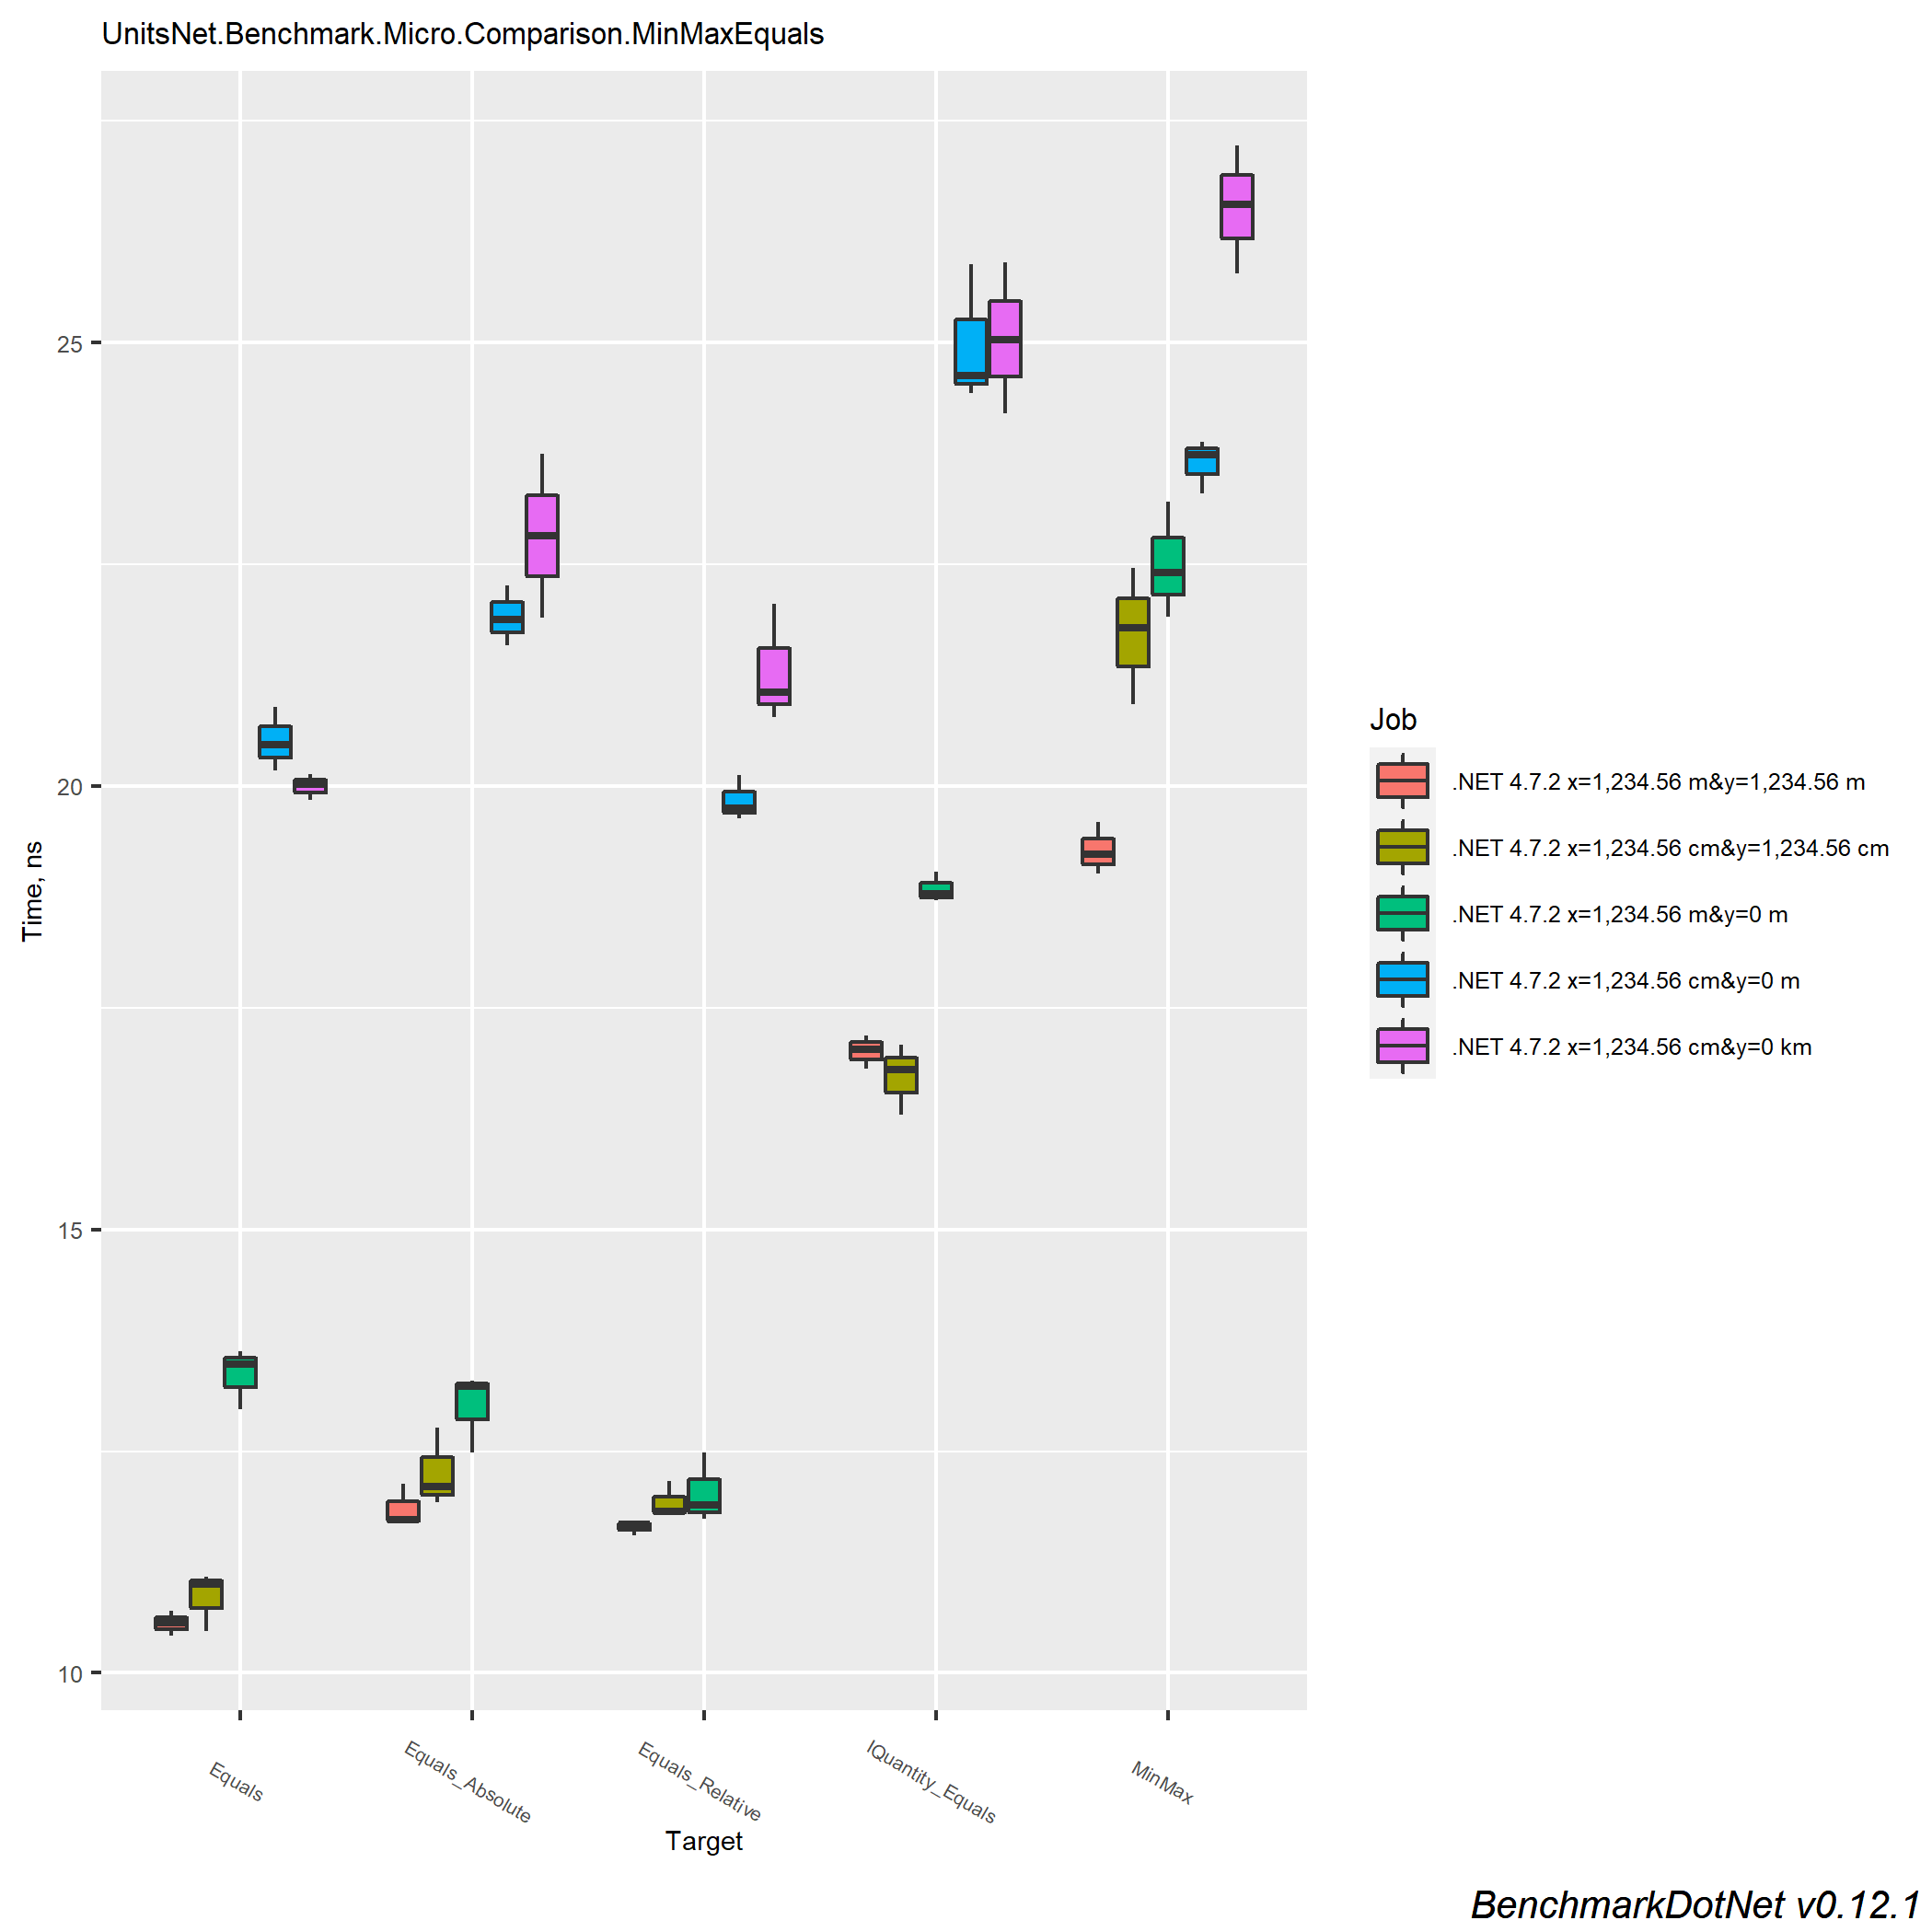 UnitsNet.Benchmark.Micro.Comparison.MinMaxEquals
Time, ns
25
20
15
10
Equals
Equals_Absolute
Equals_Relative
IQuantity_Equals
MinMax
Target
Job
.NET 4.7.2 x=1,234.56 m&y=1,234.56 m
.NET 4.7.2 x=1,234.56 cm&y=1,234.56 cm
.NET 4.7.2 x=1,234.56 m&y=0 m
.NET 4.7.2 x=1,234.56 cm&y=0 m
.NET 4.7.2 x=1,234.56 cm&y=0 km
BenchmarkDotNet v0.12.1